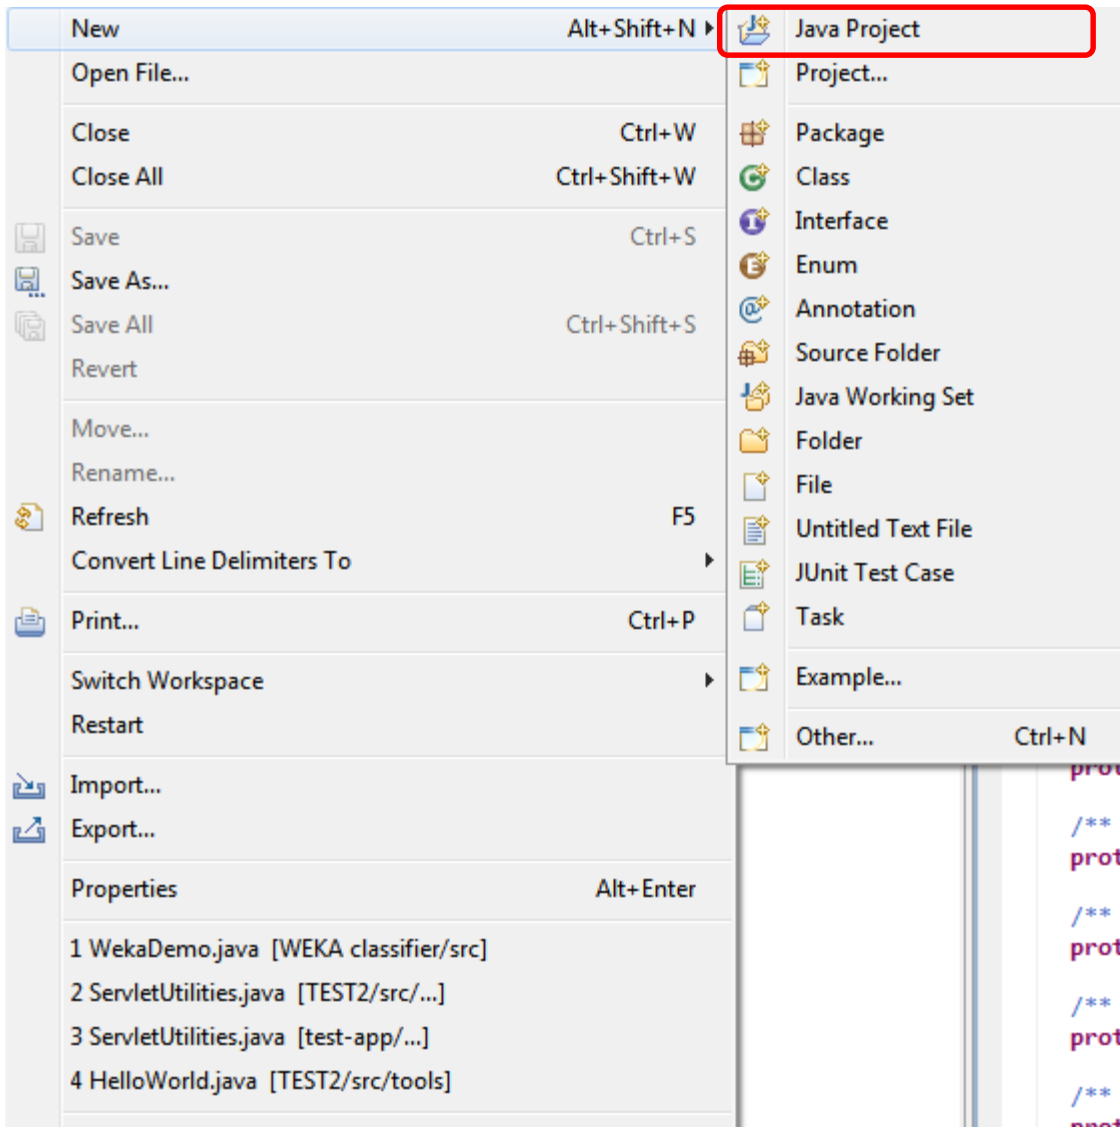 New Alt+Shift+N
Open File...
Close Ctrl+W
Close All Ctrl+Shift+W
Save Ctrl+S
Save As...
Save All Ctrl+Shift+S
Revert
Move...
Rename...
Refresh F5
Convert Line Delimiters To
Print... Ctrl+P
Switch Workspace
Restart
Import...
Export...
Properties Alt+Enter
1 WekaDemo.java [WEKA classifier/src]
2 ServletUtilities.java [TEST2/src/...]
3 ServletUtilities.java [test-app/...]
4 HelloWorld.java [TEST2/src/tools]
Java Project
Project...
Package
Class
Interface
Enum
Annotation
Source Folder
Java Working Set
Folder
File
Untitled Text File
JUnit Test Case
Task
Example...
Other... Ctrl+N
/**
prot
/**
prot
/**
prot
/**